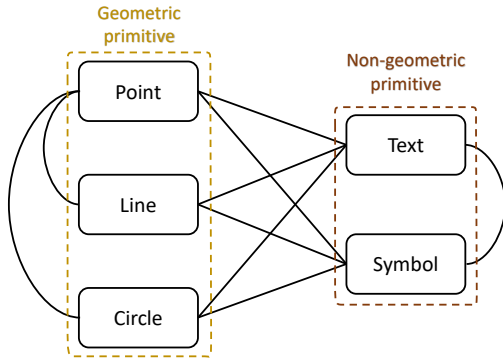 Geometric
primitive
Non-geometric
primitive
Point
Text
Line
Symbol
Circle